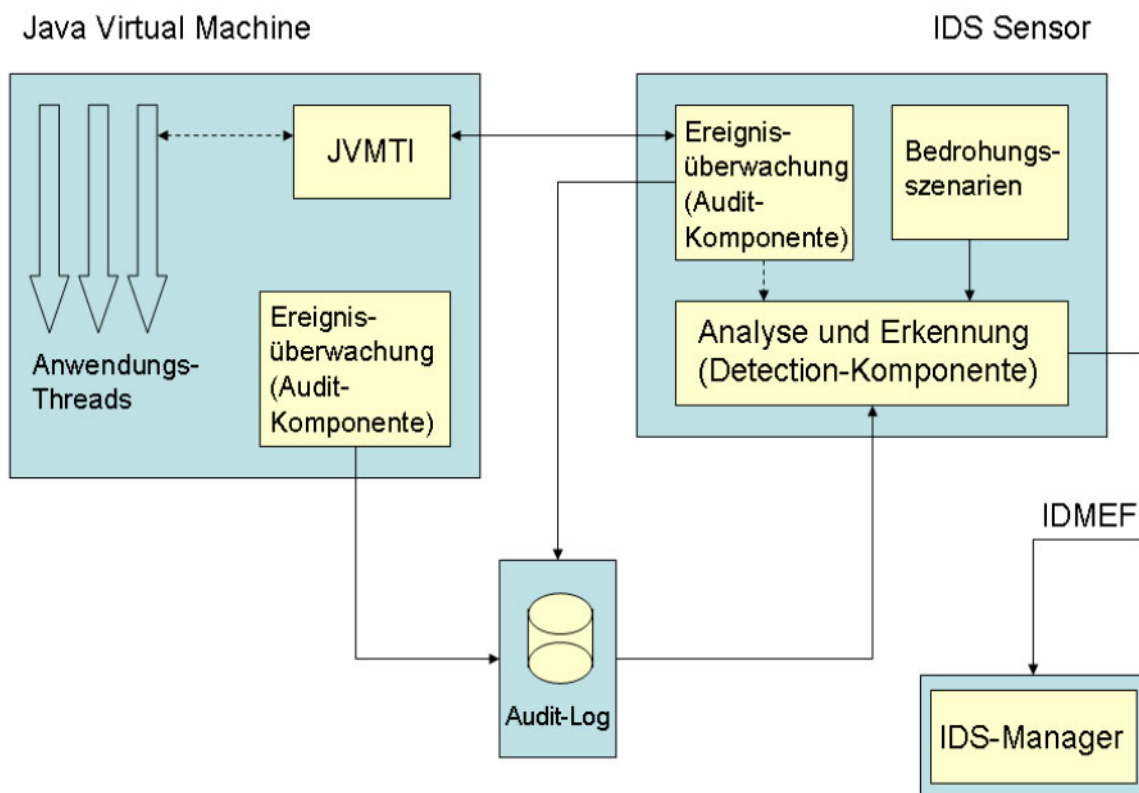 Java Virtual Machine
IDS Sensor
JVMTI
Ereignis-
überwachung
(Audit-
Komponente)
Bedrohungs-
szenarien
Ereignis-
überwachung
(Audit-
Komponente)
Analyse und Erkennung
(Detection-Komponente)
Anwendungs-
Threads
IDMEF
Audit-Log
IDS-Manager